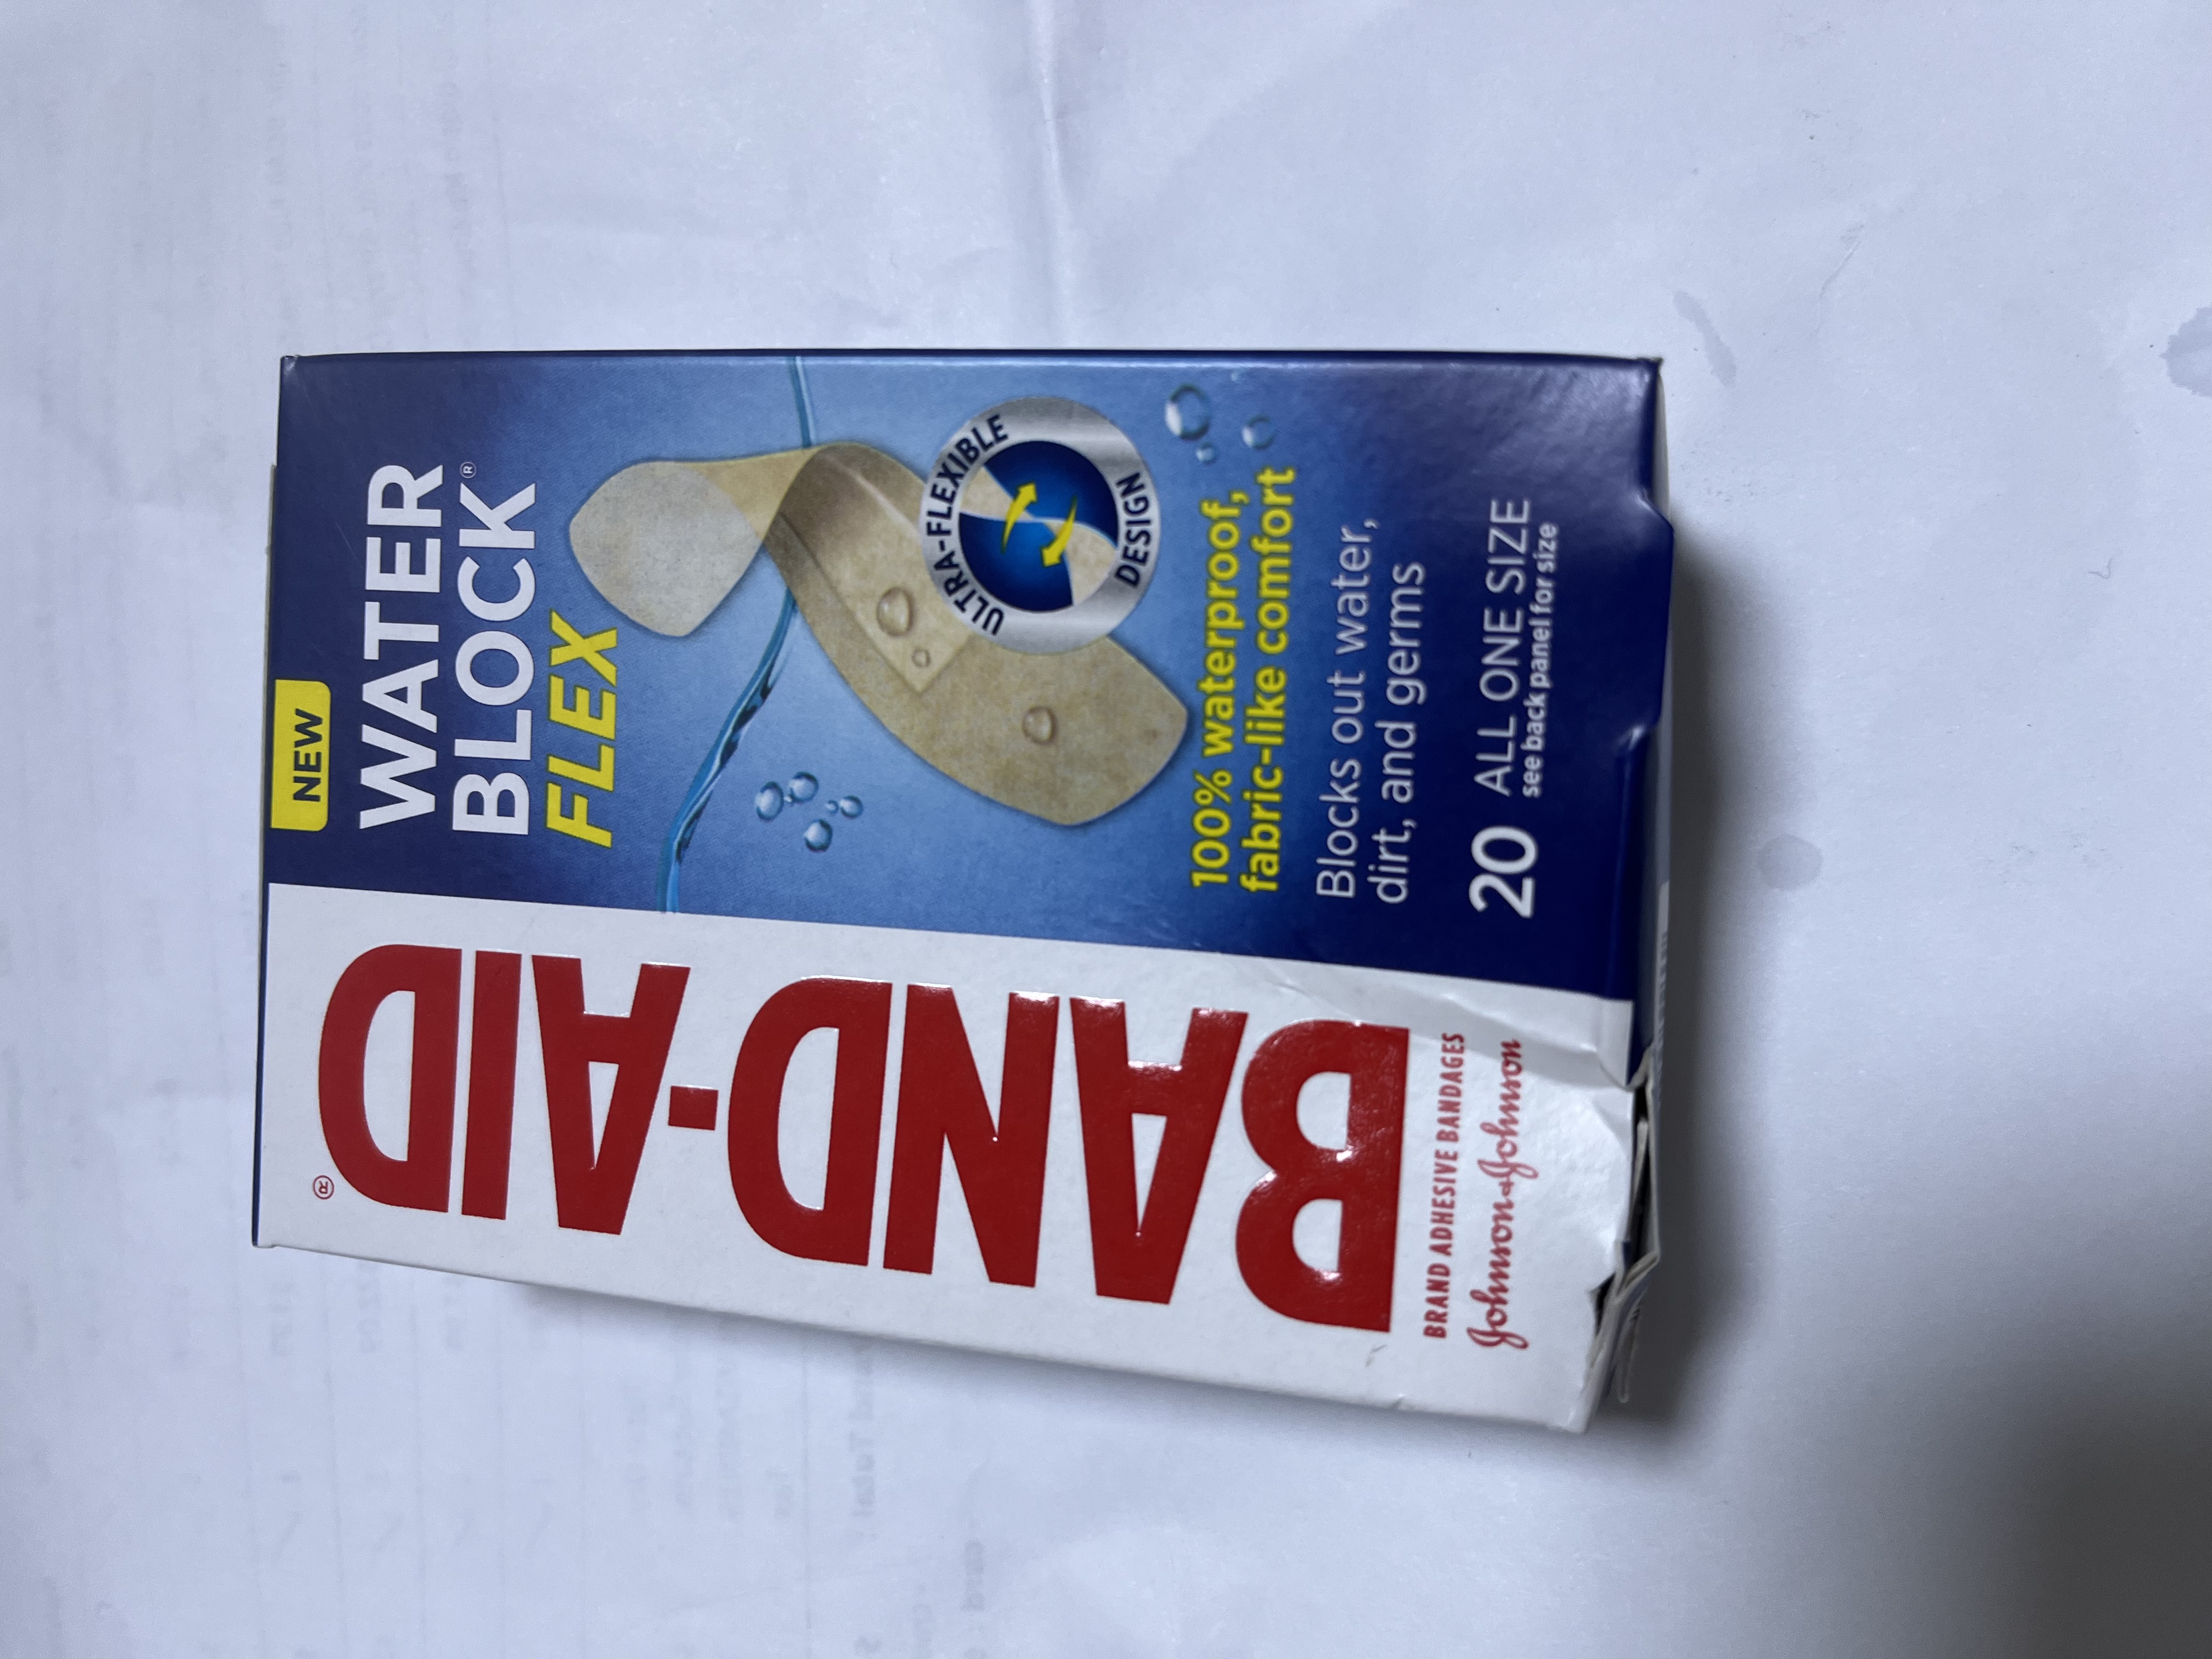 BAND-AID®
BRAND ADHESIVE BANDAGES
Johnson & Johnson
NEW
WATER
BLOCK®
FLEX
ULTRA-FLEXIBLE
DESIGN
100% waterproof,
fabric-like comfort
Blocks out water,
dirt, and germs
20 ALL ONE SIZE
see back panel for size